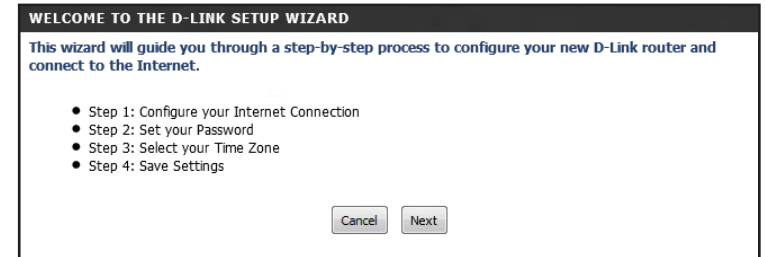 WELCOME TO THE D-LINK SETUP WIZARD
This wizard will guide you through a step-by-step process to configure your new D-Link router and
connect to the Internet.
Step 1: Configure your Internet Connection
Step 2: Set your Password
Step 3: Select your Time Zone
Step 4: Save Settings
Cancel Next